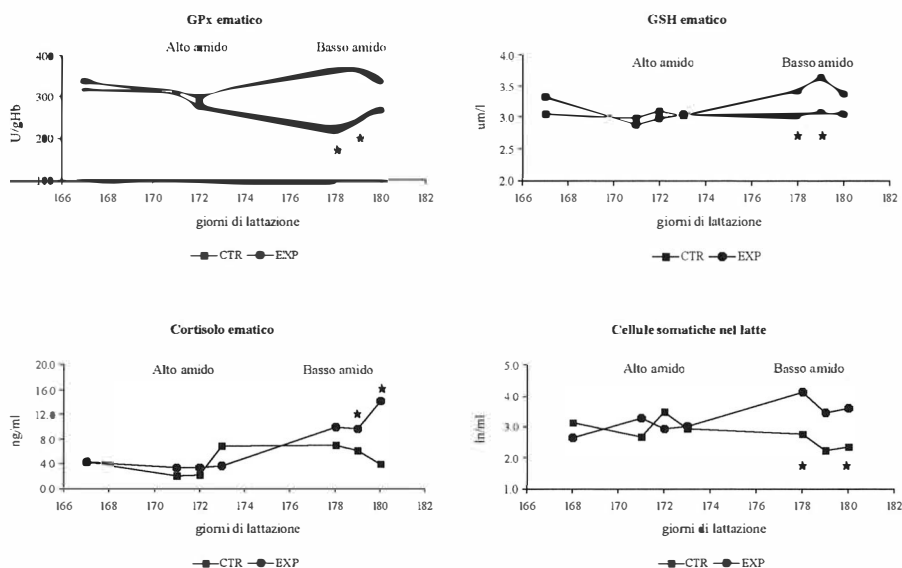 GPx ematico
Alto amido
Basso amido
400
300
200
100
U/gHb
166 168 170 172 174 176 178 180 182
giorni di lattazione
CTR EXP
GSH ematico
Alto amido
Basso amido
4.0
3.5
3.0
2.5
2.0
um/l
166 168 170 172 174 176 178 180 182
giorni di lattazione
CTR EXP
Cortisolo ematico
Alto amido
Basso amido
20.0
16.0
12.0
8.0
4.0
0.0
ng/ml
166 168 170 172 174 176 178 180 182
giorni di lattazione
CTR EXP
Cellule somatiche nel latte
Alto amido
Basso amido
5.0
4.0
3.0
2.0
1.0
ln/ml
166 168 170 172 174 176 178 180 182
giorni di lattazione
CTR EXP